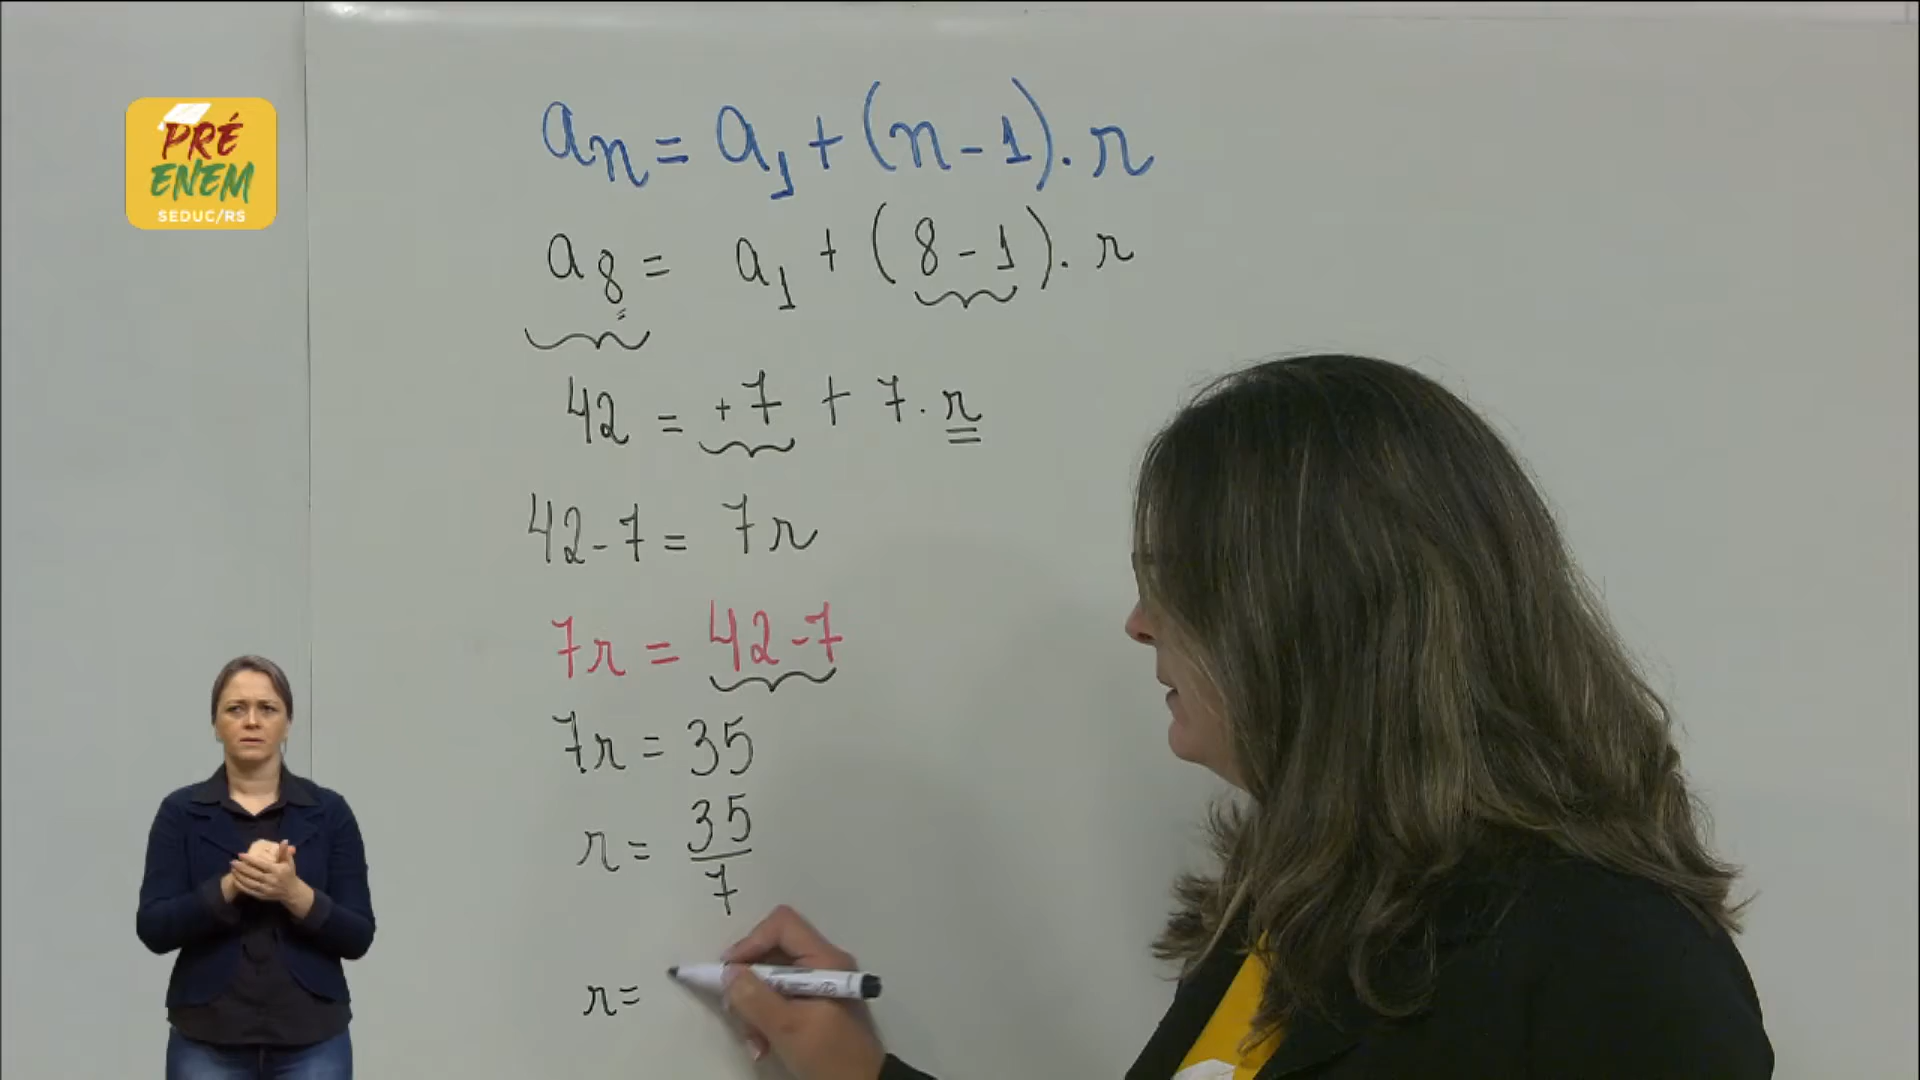 PRÉ
ENEM
SEDUC/RS
an = a₁ + (n - 1) . r
a₈ = a₁ + (8 - 1) . r
42 = +7 + 7 . r
42 - 7 = 7r
7r = 42 - 7
7r = 35
r = 35/7
r =